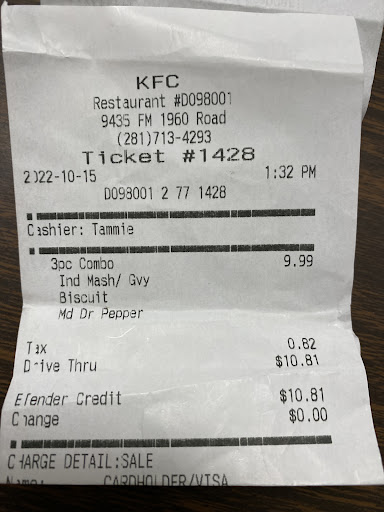 KFC
Restaurant #D098001
9435 FM 1960 Road
(281)713-4293
Ticket #1428
2022-10-15 1:32 PM
D098001 2 77 1428
Cashier: Tammie
3pc Combo 9.99
Ind Mash/ Gvy
Biscuit
Md Dr Pepper
Tax 0.82
Drive Thru $10.81
Efender Credit $10.81
Change $0.00
CHARGE DETAIL:SALE
Name: CARDHOLDER/VISA